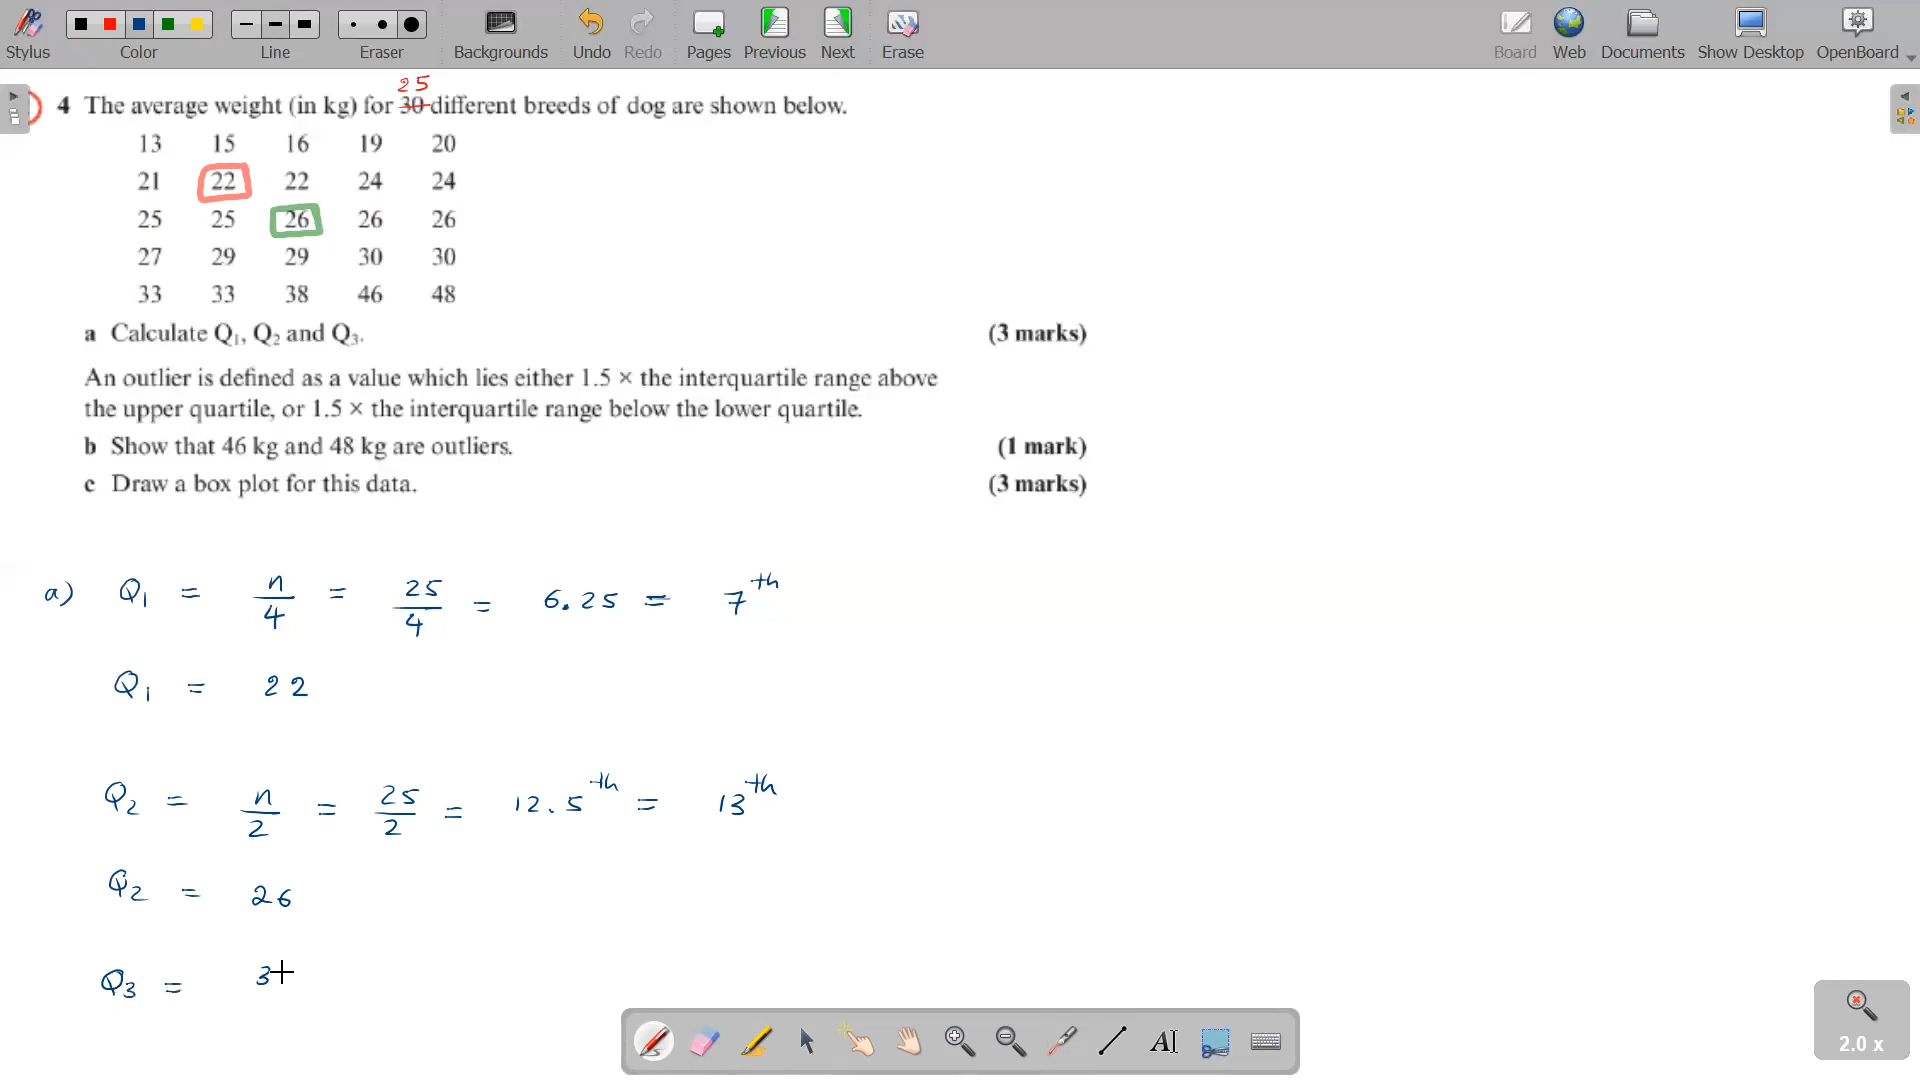 Stylus Color Line Eraser Backgrounds Undo Redo Pages Previous Next Erase Board Web Documents Show Desktop OpenBoard
25
4 The average weight (in kg) for 30 different breeds of dog are shown below.
13 15 16 19 20
21 22 22 24 24
25 25 26 26 26
27 29 29 30 30
33 33 38 46 48
a Calculate Q₁, Q₂ and Q₃. (3 marks)
An outlier is defined as a value which lies either 1.5 × the interquartile range above
the upper quartile, or 1.5 × the interquartile range below the lower quartile.
b Show that 46 kg and 48 kg are outliers. (1 mark)
c Draw a box plot for this data. (3 marks)
a) Q₁ = n/4 = 25/4 = 6.25 = 7th
Q₁ = 22
Q₂ = n/2 = 25/2 = 12.5th = 13th
Q₂ = 26
Q₃ = 3
AI
2.0 x